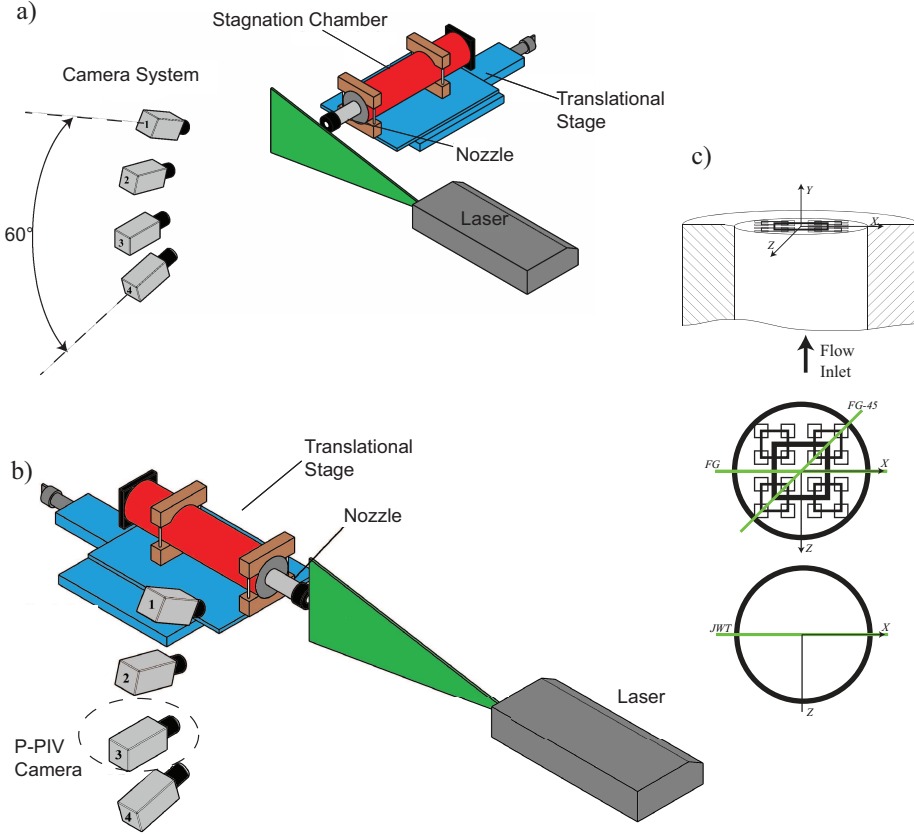 a)
Stagnation Chamber
Camera System
Translational
Stage
Nozzle
Laser
1
2
3
4
60°
b)
Translational
Stage
Nozzle
Laser
1
2
3
4
P-PIV
Camera
c)
Y
X
Z
Flow
Inlet
FG-45
FG
X
Z
JWT
X
Z